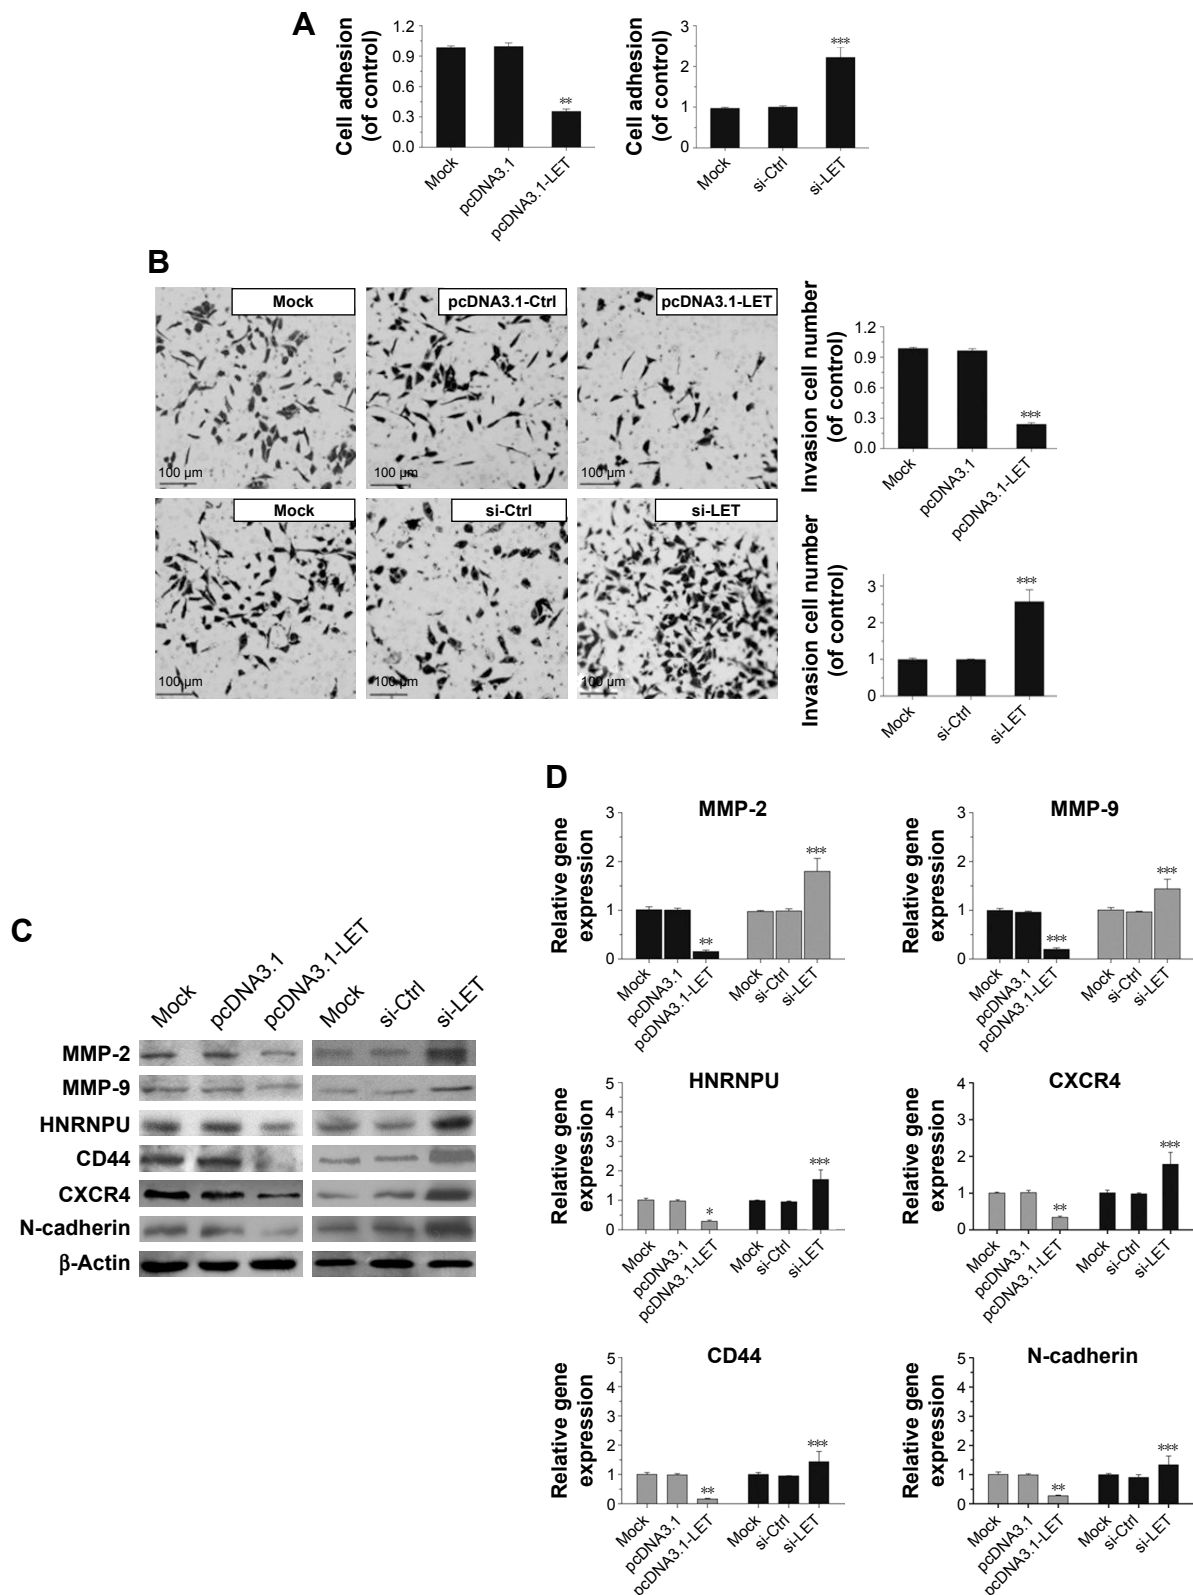 A
Cell adhesion
(of control)
1.2
0.9
0.6
0.3
0.0
**
Mock
pcDNA3.1
pcDNA3.1-LET
Cell adhesion
(of control)
3
2
1
0
***
Mock
si-Ctrl
si-LET
B
Mock
100 µm
pcDNA3.1-Ctrl
100 µm
pcDNA3.1-LET
100 µm
Invasion cell number
(of control)
1.2
0.9
0.6
0.3
0.0
***
Mock
pcDNA3.1
pcDNA3.1-LET
Mock
100 µm
si-Ctrl
100 µm
si-LET
100 µm
Invasion cell number
(of control)
3
2
1
0
***
Mock
si-Ctrl
si-LET
C
Mock
pcDNA3.1
pcDNA3.1-LET
Mock
si-Ctrl
si-LET
MMP-2
MMP-9
HNRNPU
CD44
CXCR4
N-cadherin
β-Actin
D
MMP-2
Relative gene
expression
3
2
1
0
**
***
Mock
pcDNA3.1
pcDNA3.1-LET
Mock
si-Ctrl
si-LET
MMP-9
Relative gene
expression
3
2
1
0
***
***
Mock
pcDNA3.1
pcDNA3.1-LET
Mock
si-Ctrl
si-LET
HNRNPU
Relative gene
expression
5
4
3
2
1
0
*
***
Mock
pcDNA3.1
pcDNA3.1-LET
Mock
si-Ctrl
si-LET
CXCR4
Relative gene
expression
4
3
2
1
0
**
***
Mock
pcDNA3.1
pcDNA3.1-LET
Mock
si-Ctrl
si-LET
CD44
Relative gene
expression
5
4
3
2
1
0
**
***
Mock
pcDNA3.1
pcDNA3.1-LET
Mock
si-Ctrl
si-LET
N-cadherin
Relative gene
expression
5
4
3
2
1
0
**
***
Mock
pcDNA3.1
pcDNA3.1-LET
Mock
si-Ctrl
si-LET